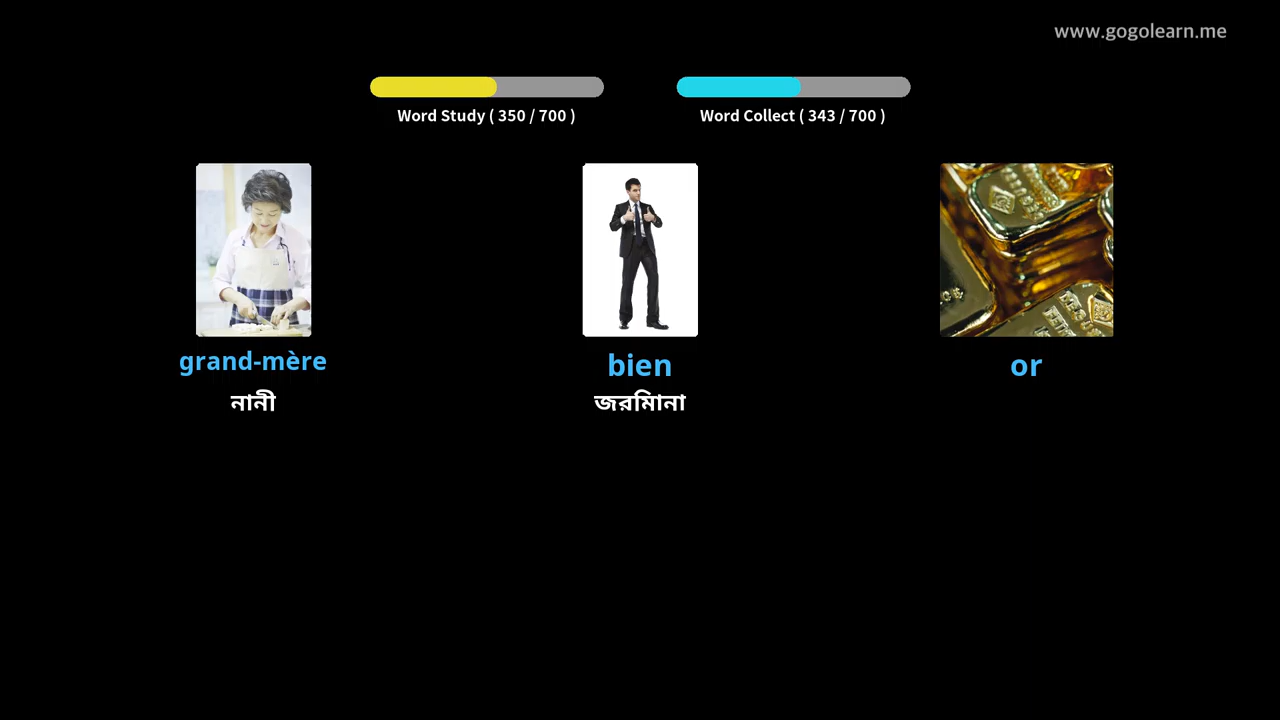 www.gogolearn.me
Word Study ( 350 / 700 )
Word Collect ( 343 / 700 )
grand-mère
bien
or
নানী
জরিমানা